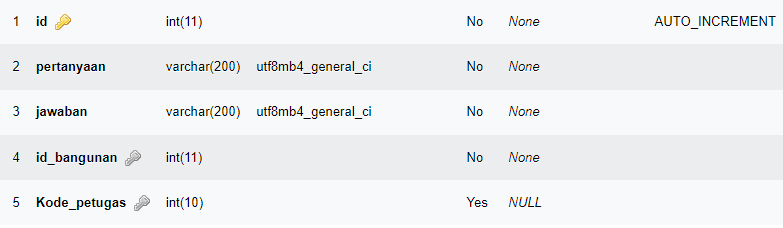 1 id int(11) No None AUTO_INCREMENT
2 pertanyaan varchar(200) utf8mb4_general_ci No None
3 jawaban varchar(200) utf8mb4_general_ci No None
4 id_bangunan int(11) No None
5 Kode_petugas int(10) Yes NULL